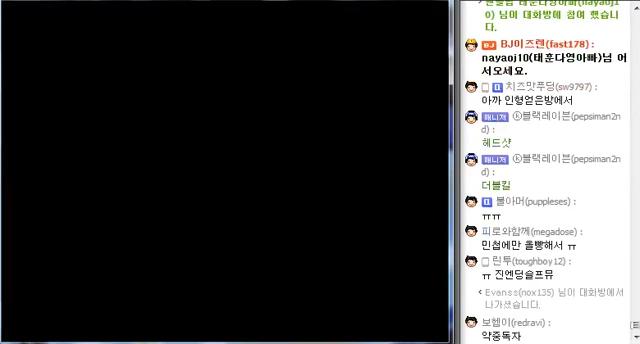 0) 님이 대화방에 참여 했습니
다.
BJ BJ이즈렌(fast178) :
nayaoj10(태훈다영아빠)님 어
서오세요.
치즈맛푸딩(sw9797) :
아까 인형얻은방에서
매니저 ⓚ블랙레이븐(pepsiman2n
d) :
헤드샷
매니저 ⓚ블랙레이븐(pepsiman2n
d) :
더블킬
불아머(puppleses) :
ㅠㅠ
피로와함께(megadose) :
민첩에만 올빵해서 ㅠ
린투(toughboy12) :
ㅠ 진엔딩슬프뮤
Evanss(nox135) 님이 대화방에서
나가셨습니다.
보헴이(redravi) :
약중독자